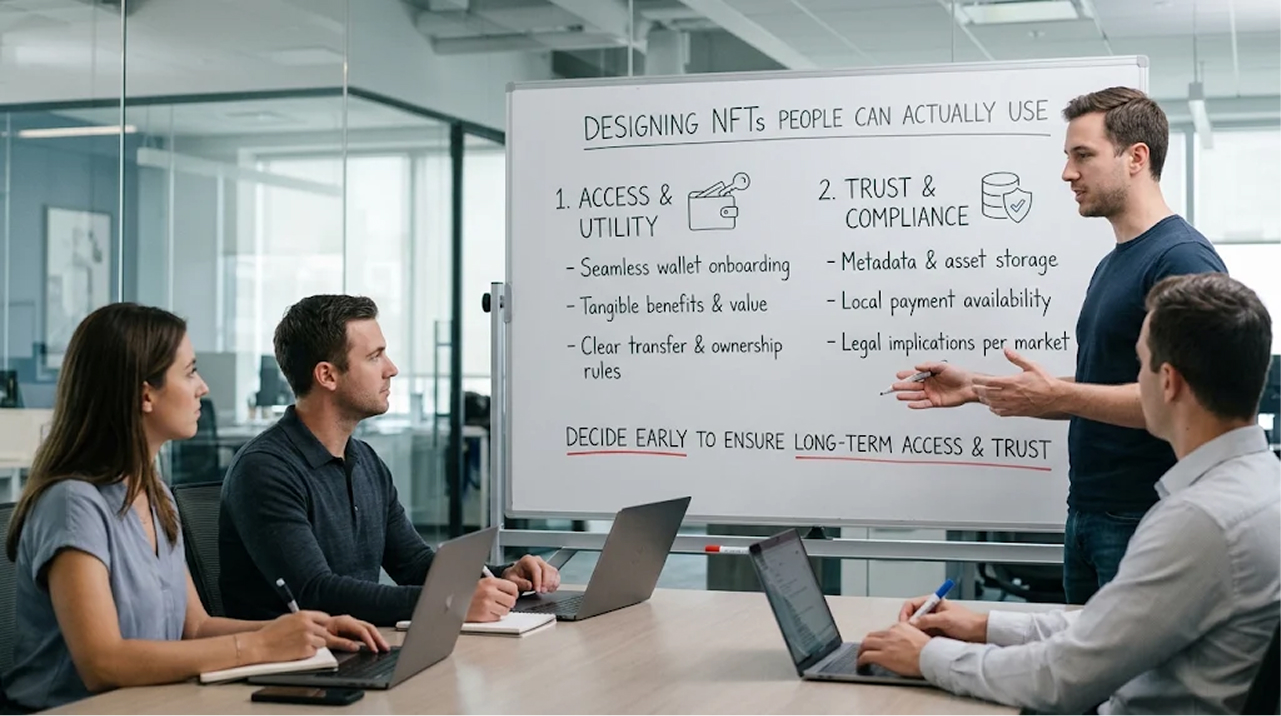 DESIGNING NFTs PEOPLE CAN ACTUALLY USE
1. ACCESS &
UTILITY
- Seamless wallet onboarding
- Tangible benefits & value
- Clear transfer & ownership
rules
2. TRUST &
COMPLIANCE
- Metadata & asset storage
- Local payment availability
- Legal implications per market
DECIDE EARLY TO ENSURE LONG-TERM ACCESS & TRUST